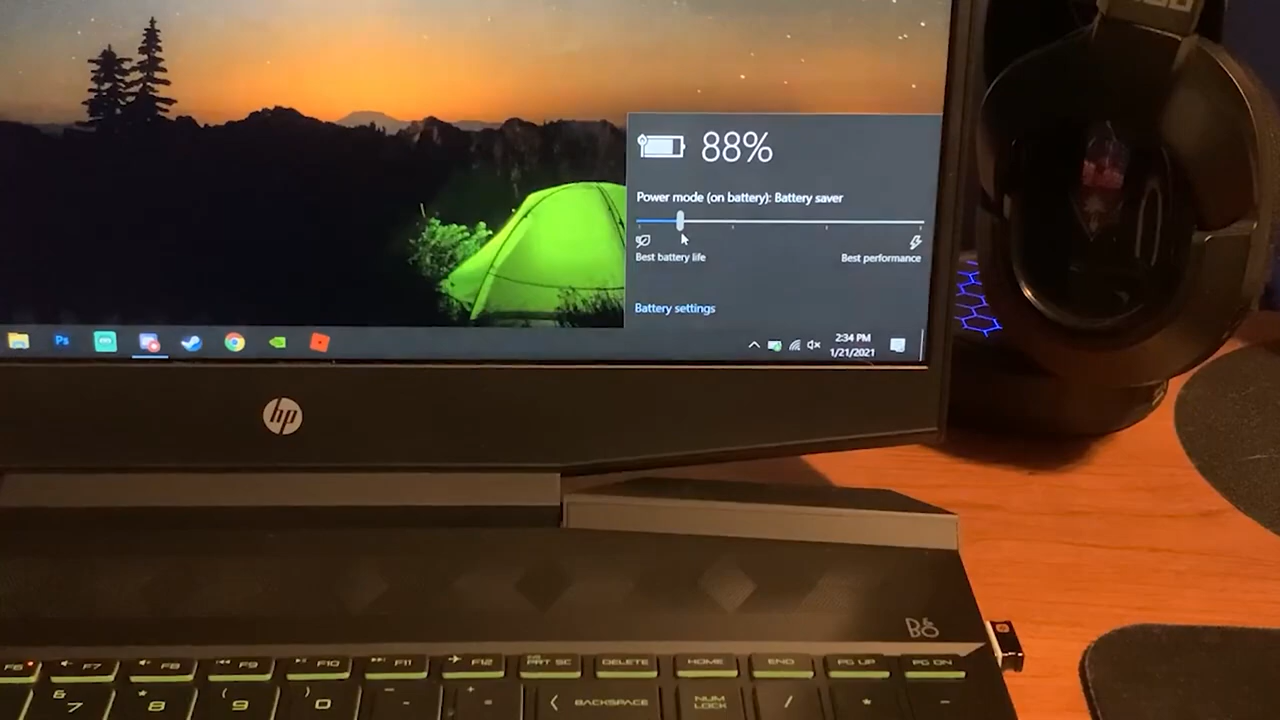 88%
Power mode (on battery): Battery saver
Best battery life
Best performance
Battery settings
Ps
2:34 PM
1/21/2021
hp
B&O
F6 F7 F8 F9 F10 F11 F12 PRT SC DELETE HOME END PG UP PG DN
& 7 * 8 ( 9 ) 0 - + = BACKSPACE NUM LOCK / * -